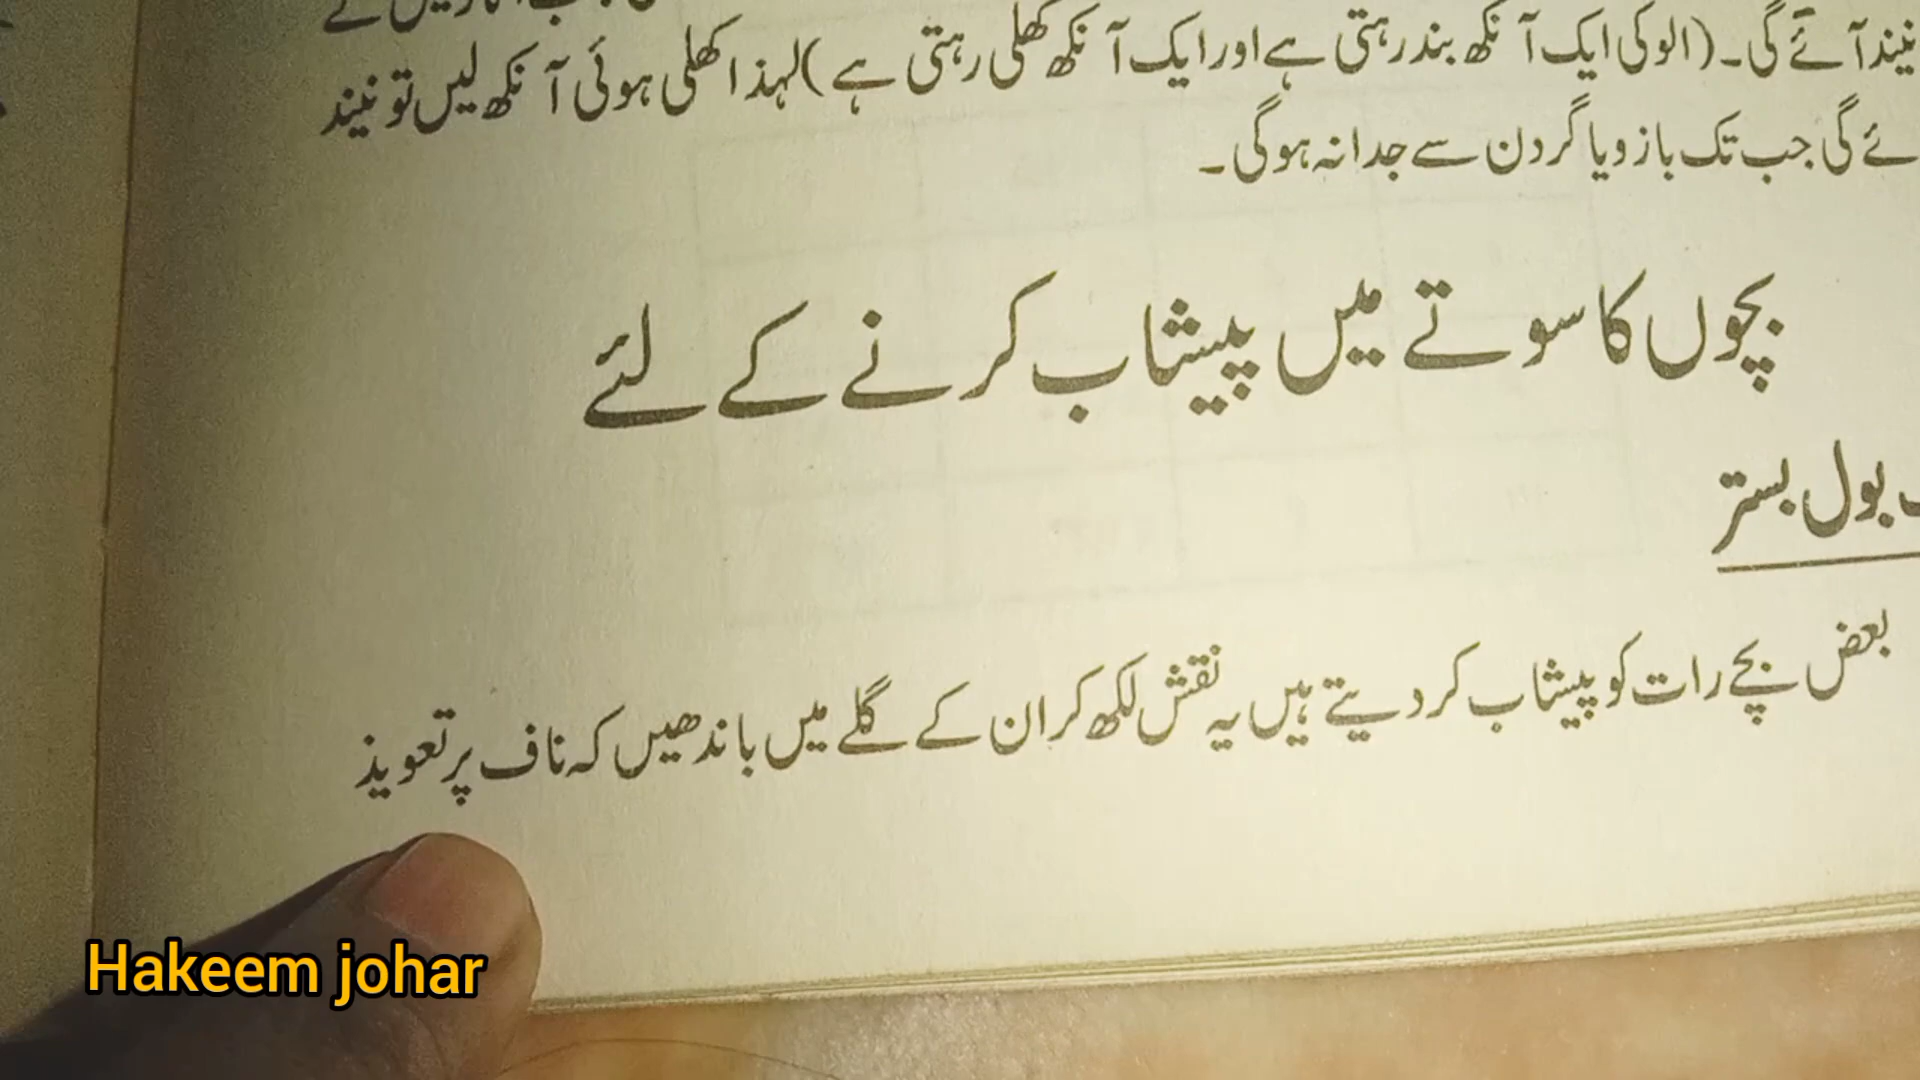 نیند آئے گی۔ (الو کی ایک آنکھ بند رہتی ہے اور ایک آنکھ کھلی رہتی ہے) لہذا کھلی ہوئی آنکھ لیں تو نیند
ئے گی جب تک بازو یا گردن سے جدا نہ ہو گی۔
بچوں کا سوتے میں پیشاب کرنے کے لئے
بول بستر
بعض بچے رات کو پیشاب کر دیتے ہیں یہ نقش لکھ کر ان کے گلے میں باندھیں کہ ناف پر تعویذ
Hakeem johar